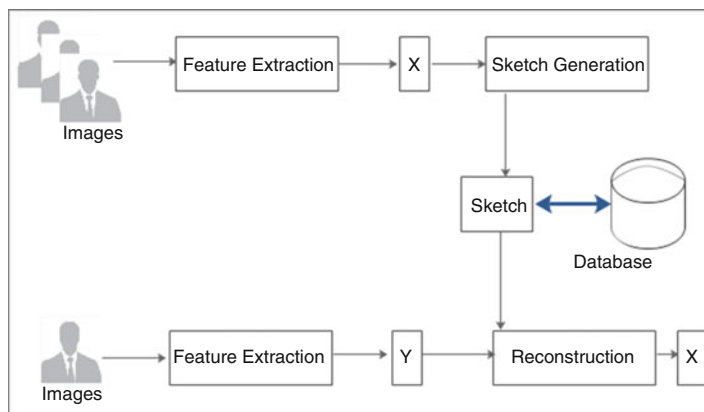 Feature Extraction
X
Sketch Generation
Images
Sketch
Database
Feature Extraction
Y
Reconstruction
X
Images